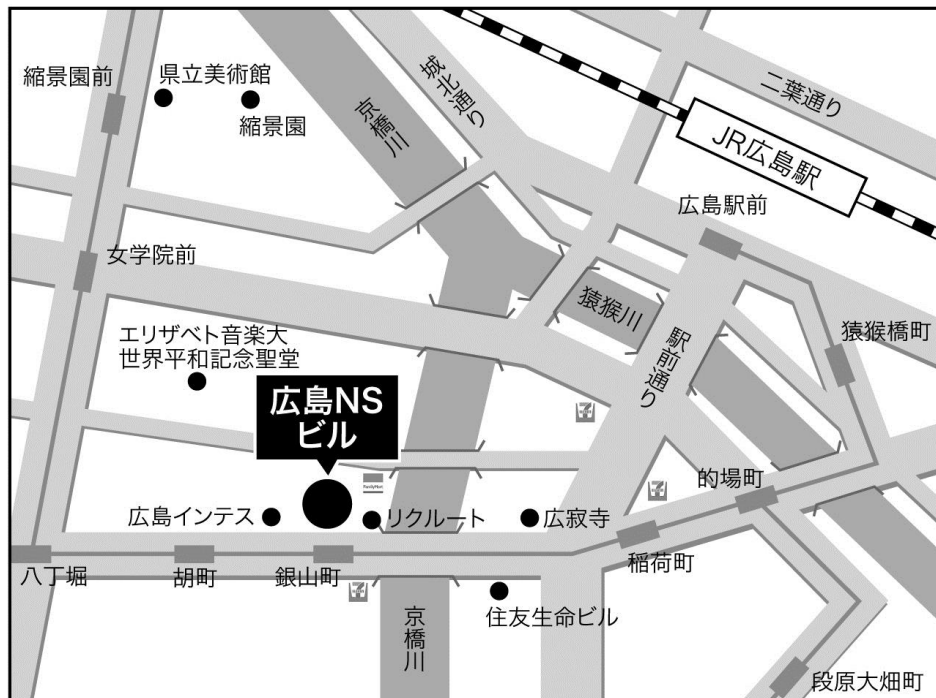 縮景園前
県立美術館
縮景園
京橋川
城北通り
二葉通り
JR広島駅
広島駅前
女学院前
猿猴川
猿猴橋町
駅前通り
エリザベト音楽大
世界平和記念聖堂
広島NS
ビル
FamilyMart
広島インテス
リクルート
広寂寺
的場町
稲荷町
八丁堀
胡町
銀山町
京橋川
住友生命ビル
段原大畑町